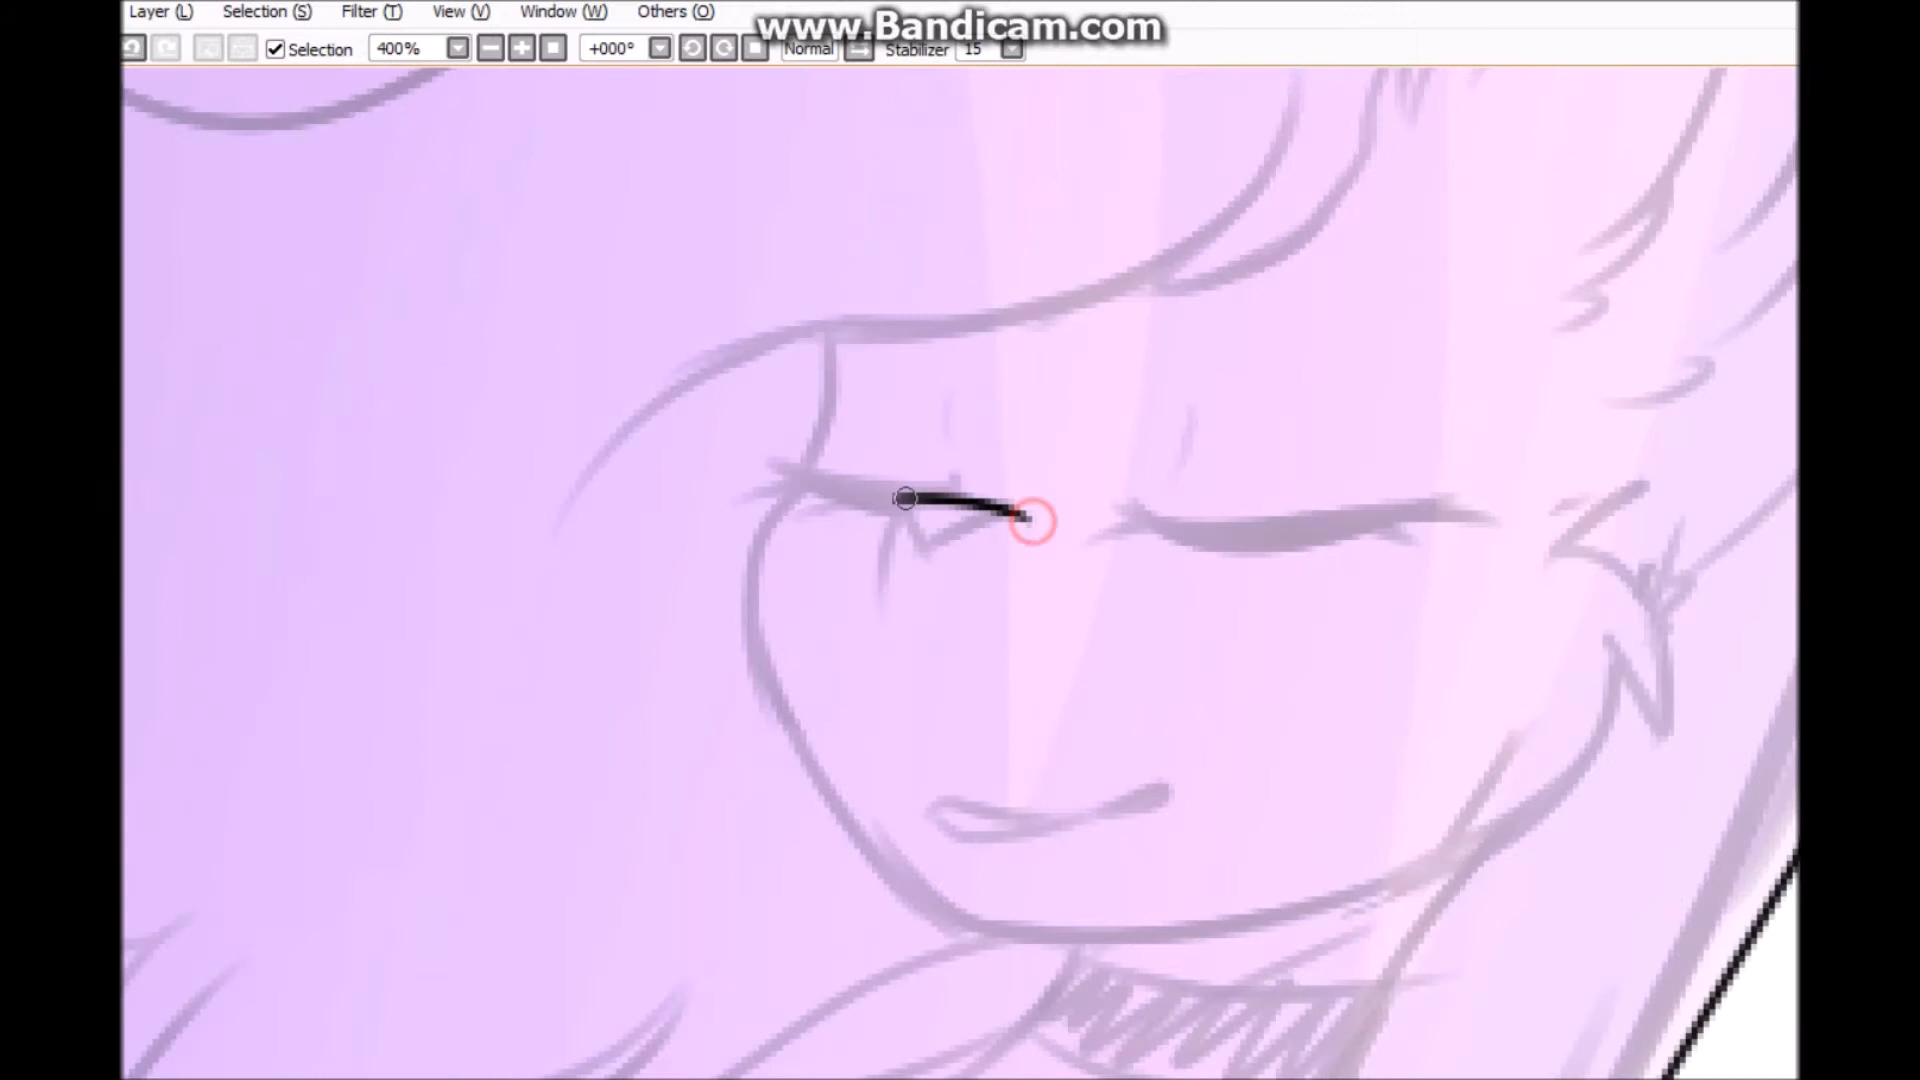 Layer (L) Selection (S) Filter (T) View (V) Window (W) Others (O)
www.Bandicam.com
Selection 400% +000° Normal Stabilizer 15